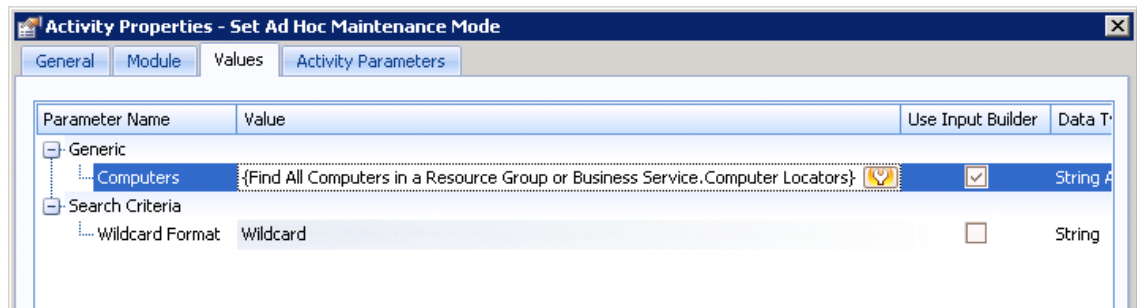 Activity Properties - Set Ad Hoc Maintenance Mode
General Module Values Activity Parameters
Parameter Name Value Use Input Builder Data T
Generic
Computers {Find All Computers in a Resource Group or Business Service.Computer Locators} String A
Search Criteria
Wildcard Format Wildcard String